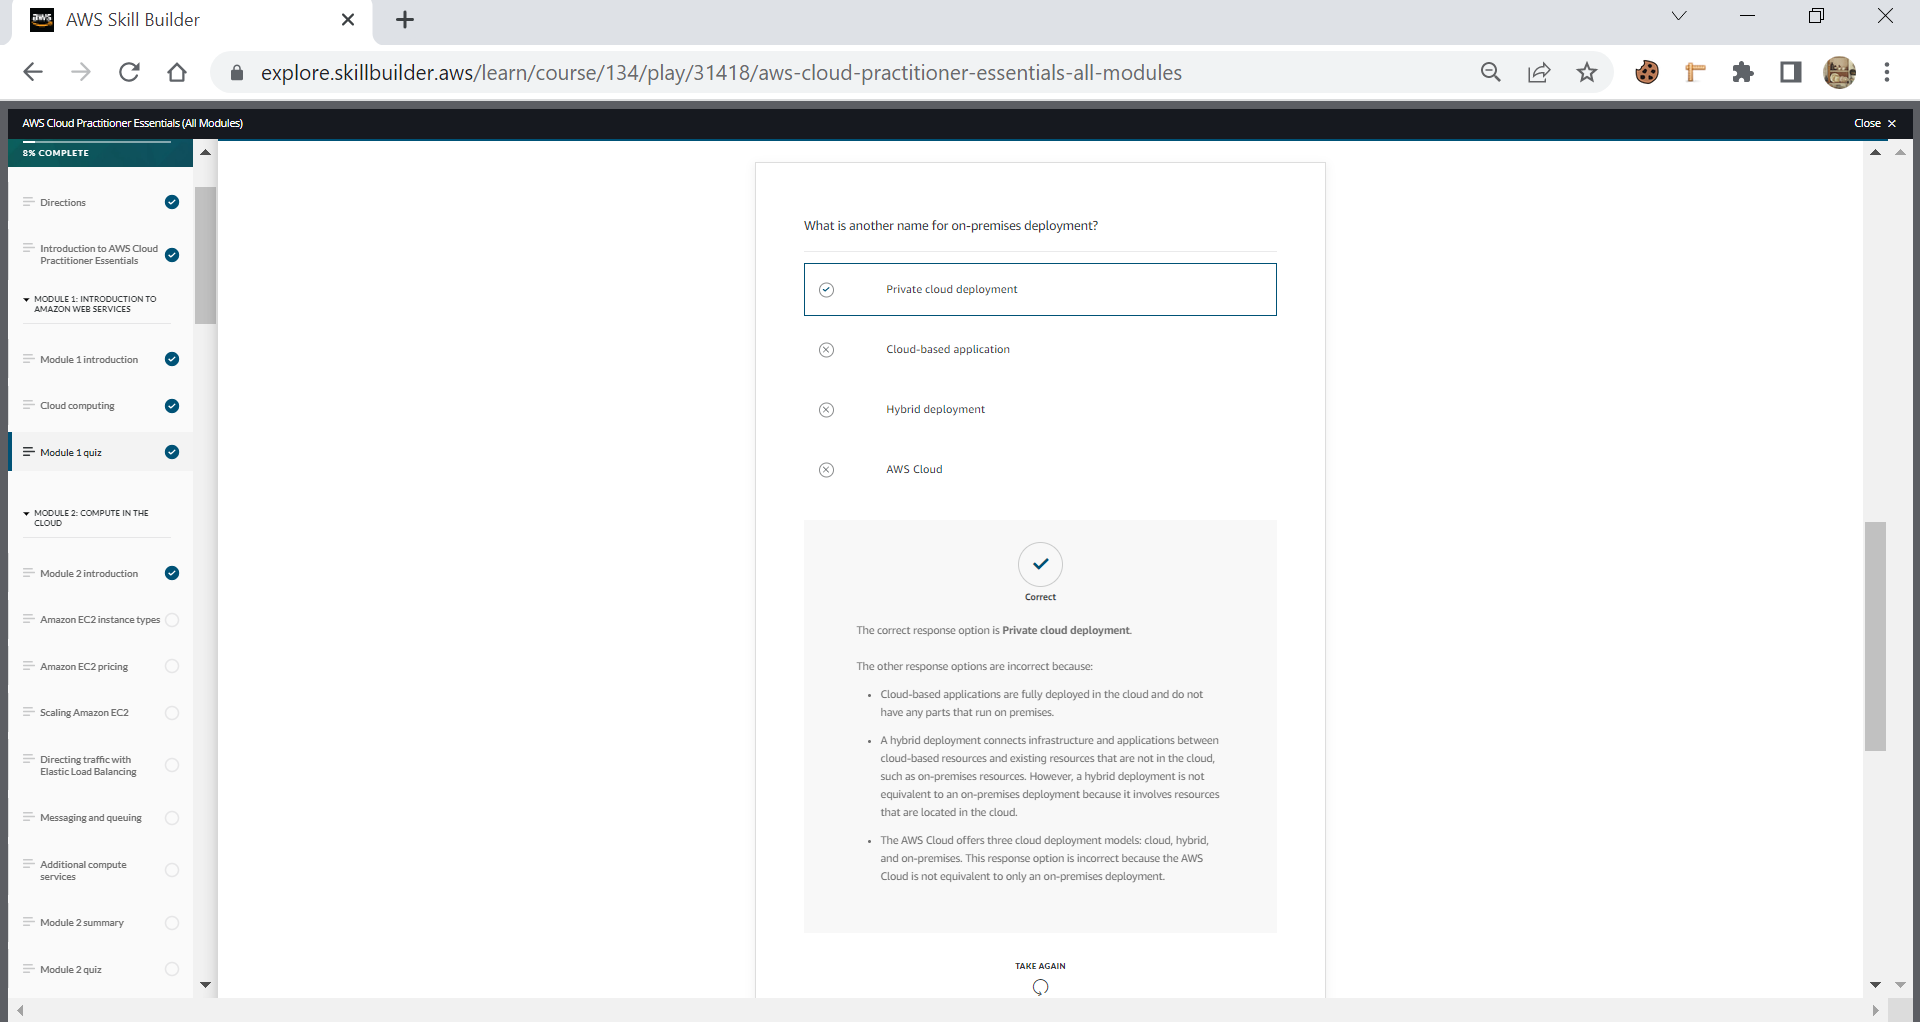 AWS Skill Builder
explore.skillbuilder.aws/learn/course/134/play/31418/aws-cloud-practitioner-essentials-all-modules
AWS Cloud Practitioner Essentials (All Modules)
Close ×
8% COMPLETE
Directions
Introduction to AWS Cloud
Practitioner Essentials
MODULE 1: INTRODUCTION TO
AMAZON WEB SERVICES
Module 1 introduction
Cloud computing
Module 1 quiz
MODULE 2: COMPUTE IN THE
CLOUD
Module 2 introduction
Amazon EC2 instance types
Amazon EC2 pricing
Scaling Amazon EC2
Directing traffic with
Elastic Load Balancing
Messaging and queuing
Additional compute
services
Module 2 summary
Module 2 quiz
What is another name for on-premises deployment?
Private cloud deployment
Cloud-based application
Hybrid deployment
AWS Cloud
Correct
The correct response option is Private cloud deployment.
The other response options are incorrect because:
• Cloud-based applications are fully deployed in the cloud and do not
have any parts that run on premises.
• A hybrid deployment connects infrastructure and applications between
cloud-based resources and existing resources that are not in the cloud,
such as on-premises resources. However, a hybrid deployment is not
equivalent to an on-premises deployment because it involves resources
that are located in the cloud.
• The AWS Cloud offers three cloud deployment models: cloud, hybrid,
and on-premises. This response option is incorrect because the AWS
Cloud is not equivalent to only an on-premises deployment.
TAKE AGAIN